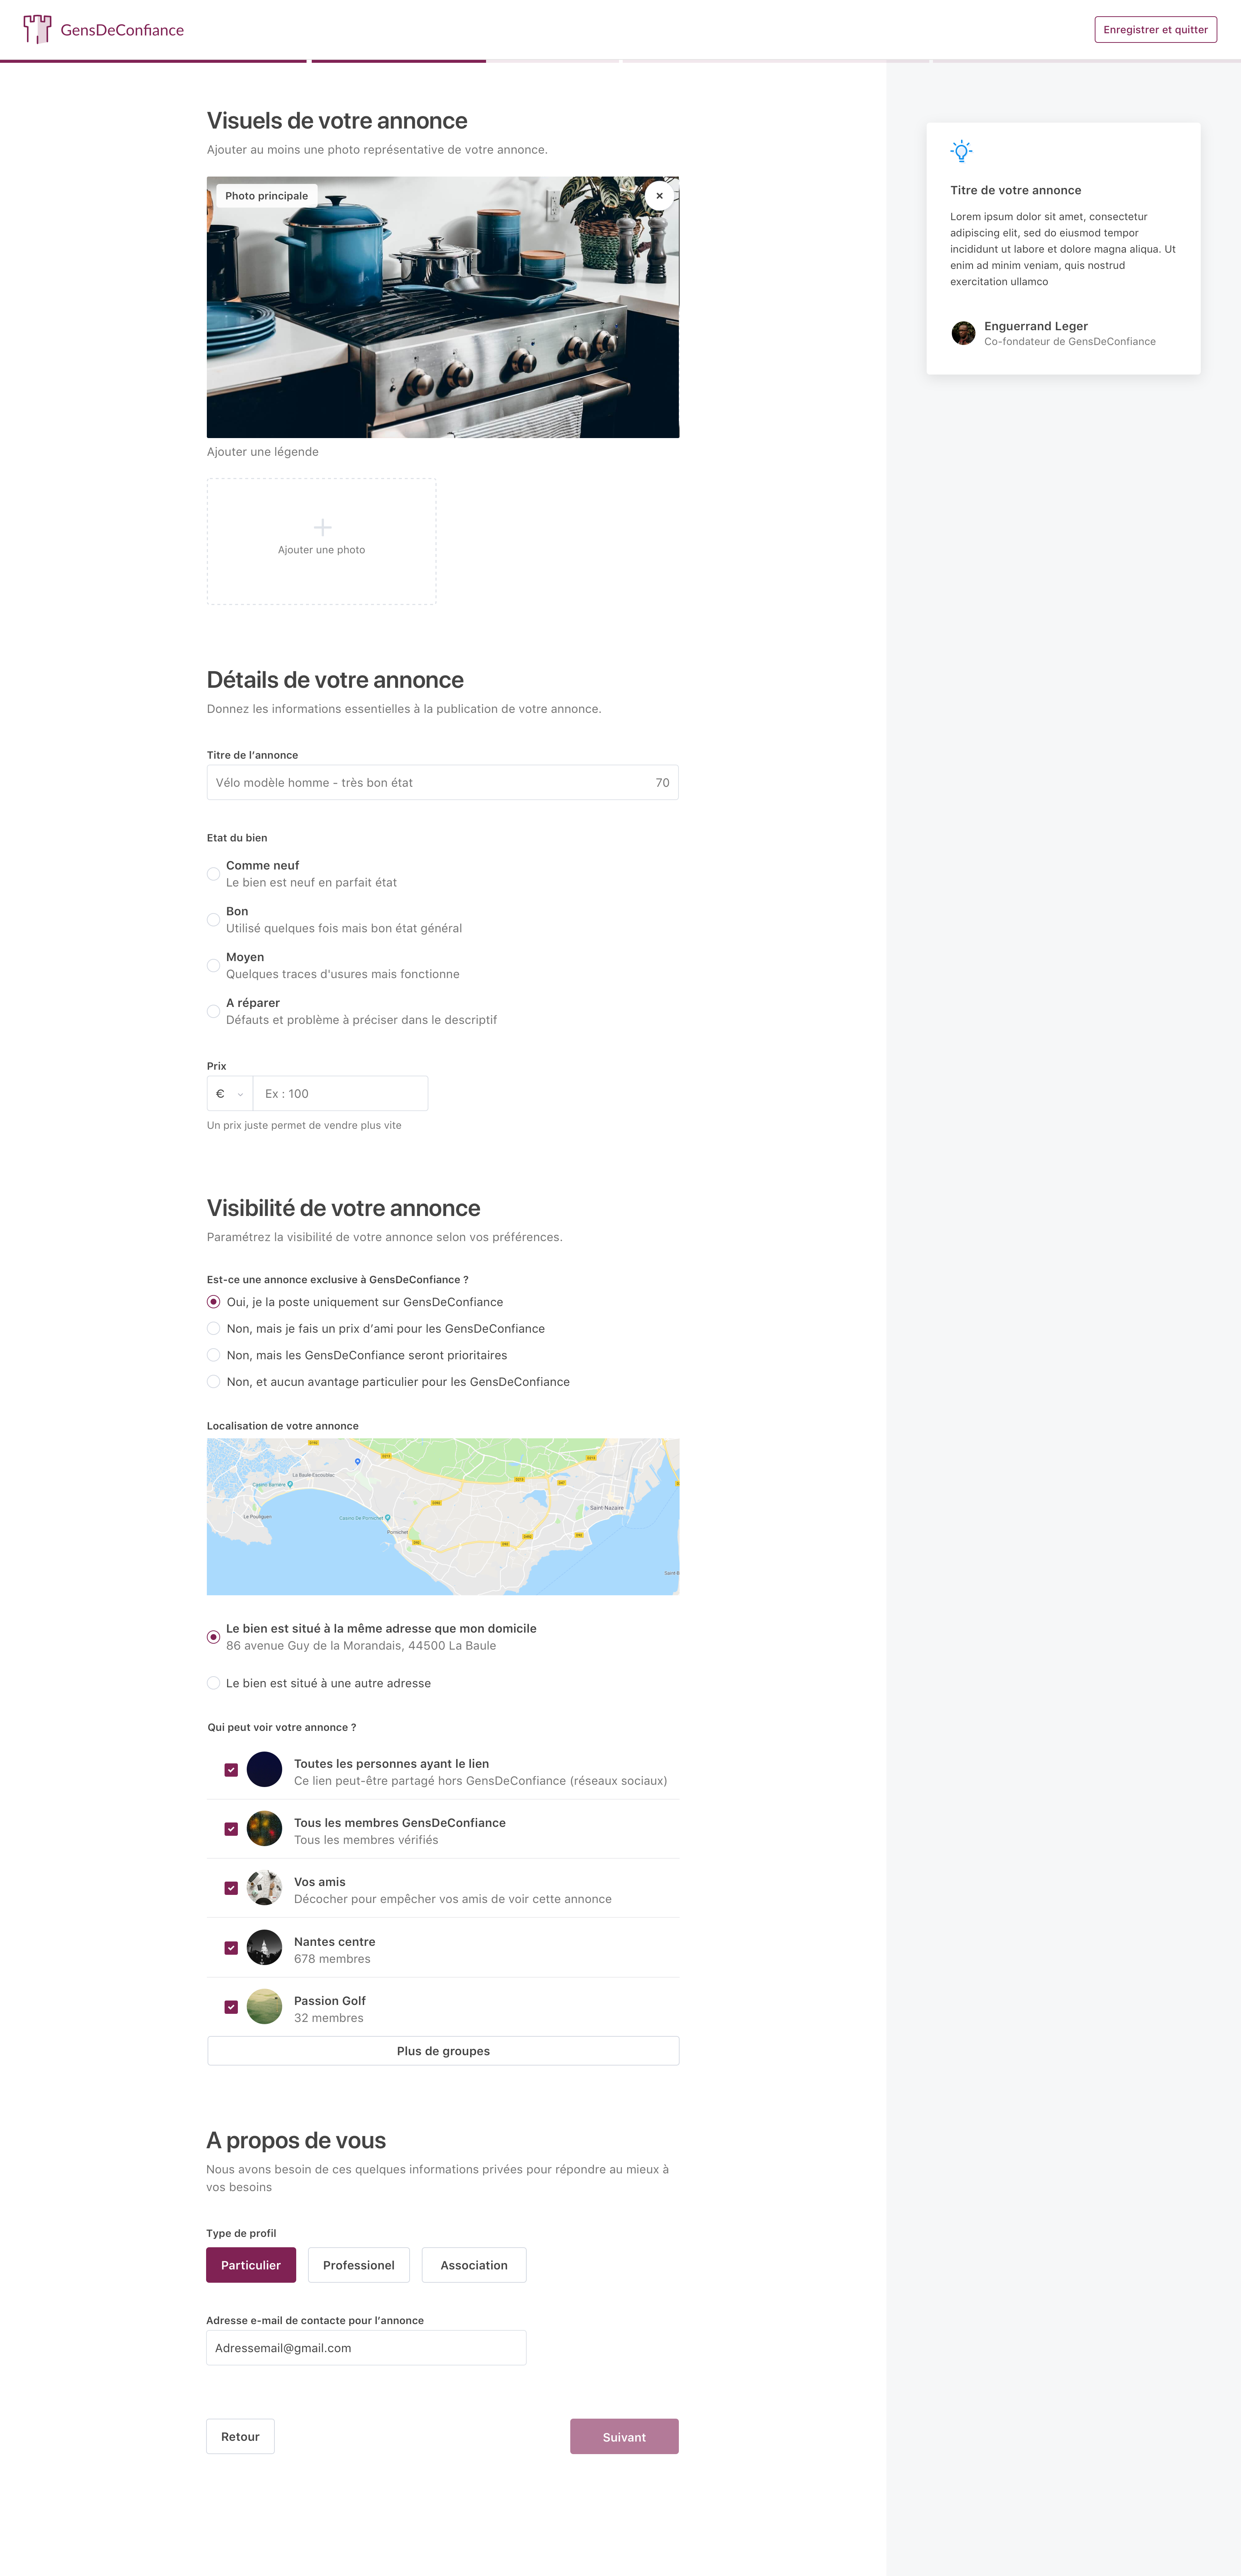 GensDeConfiance
Enregistrer et quitter
Visuels de votre annonce
Ajouter au moins une photo représentative de votre annonce.
Photo principale
Ajouter une légende
Ajouter une photo
Titre de votre annonce
Lorem ipsum dolor sit amet, consectetur
adipiscing elit, sed do eiusmod tempor
incididunt ut labore et dolore magna aliqua. Ut
enim ad minim veniam, quis nostrud
exercitation ullamco
Enguerrand Leger
Co-fondateur de GensDeConfiance
Détails de votre annonce
Donnez les informations essentielles à la publication de votre annonce.
Titre de l'annonce
Vélo modèle homme - très bon état 70
Etat du bien
Comme neuf
Le bien est neuf en parfait état
Bon
Utilisé quelques fois mais bon état général
Moyen
Quelques traces d'usures mais fonctionne
A réparer
Défauts et problème à préciser dans le descriptif
Prix
€ Ex : 100
Un prix juste permet de vendre plus vite
Visibilité de votre annonce
Paramétrez la visibilité de votre annonce selon vos préférences.
Est-ce une annonce exclusive à GensDeConfiance ?
Oui, je la poste uniquement sur GensDeConfiance
Non, mais je fais un prix d'ami pour les GensDeConfiance
Non, mais les GensDeConfiance seront prioritaires
Non, et aucun avantage particulier pour les GensDeConfiance
Localisation de votre annonce
La Baule-Escoublac
Casino Barrière
Le Pouliguen
Casino De Pornichet
Pornichet
Saint-Nazaire
Le bien est situé à la même adresse que mon domicile
86 avenue Guy de la Morandais, 44500 La Baule
Le bien est situé à une autre adresse
Qui peut voir votre annonce ?
Toutes les personnes ayant le lien
Ce lien peut-être partagé hors GensDeConfiance (réseaux sociaux)
Tous les membres GensDeConfiance
Tous les membres vérifiés
Vos amis
Décocher pour empêcher vos amis de voir cette annonce
Nantes centre
678 membres
Passion Golf
32 membres
Plus de groupes
A propos de vous
Nous avons besoin de ces quelques informations privées pour répondre au mieux à
vos besoins
Type de profil
Particulier
Professionel
Association
Adresse e-mail de contacte pour l'annonce
Adressemail@gmail.com
Retour
Suivant